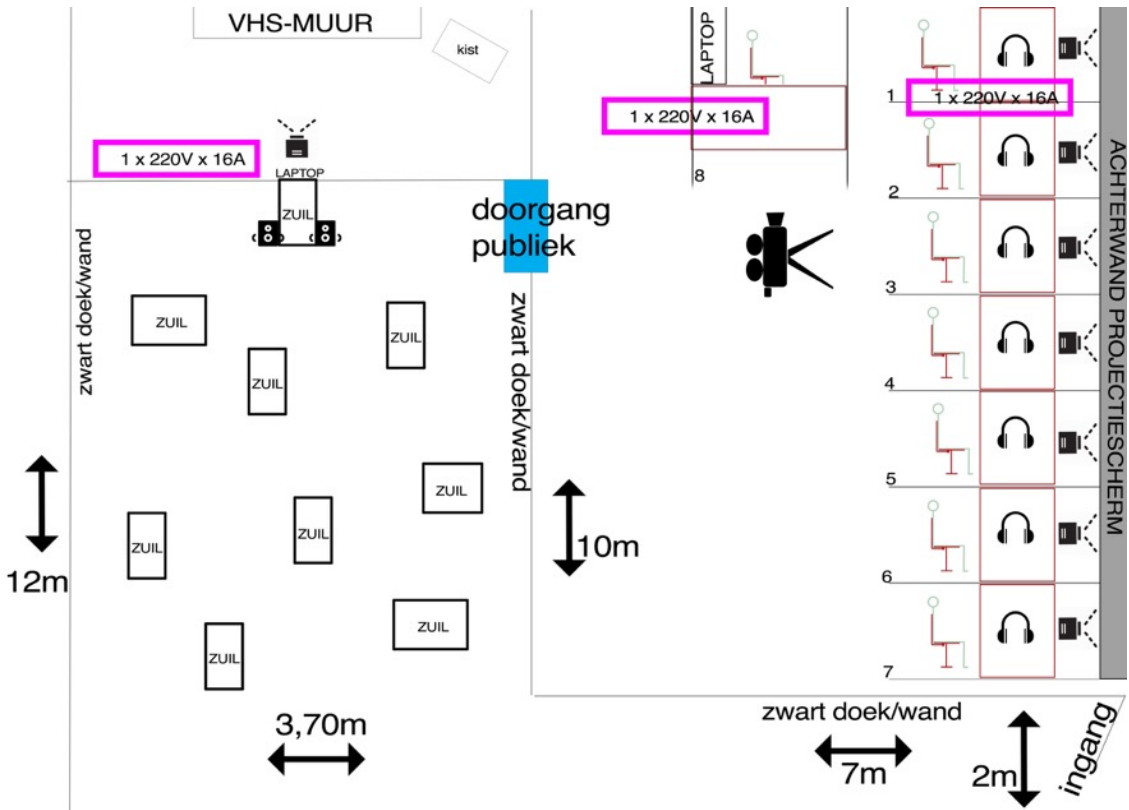 VHS-MUUR
kist
1 x 220V x 16A
LAPTOP
ZUIL
doorgang
publiek
zwart doek/wand
zwart doek/wand
ZUIL
ZUIL
ZUIL
ZUIL
ZUIL
ZUIL
ZUIL
ZUIL
12m
10m
3,70m
LAPTOP
1 x 220V x 16A
8
1
1 x 220V x 16A
2
3
4
5
6
7
ACHTERWAND PROJECTIESCHERM
zwart doek/wand
7m
2m
ingang